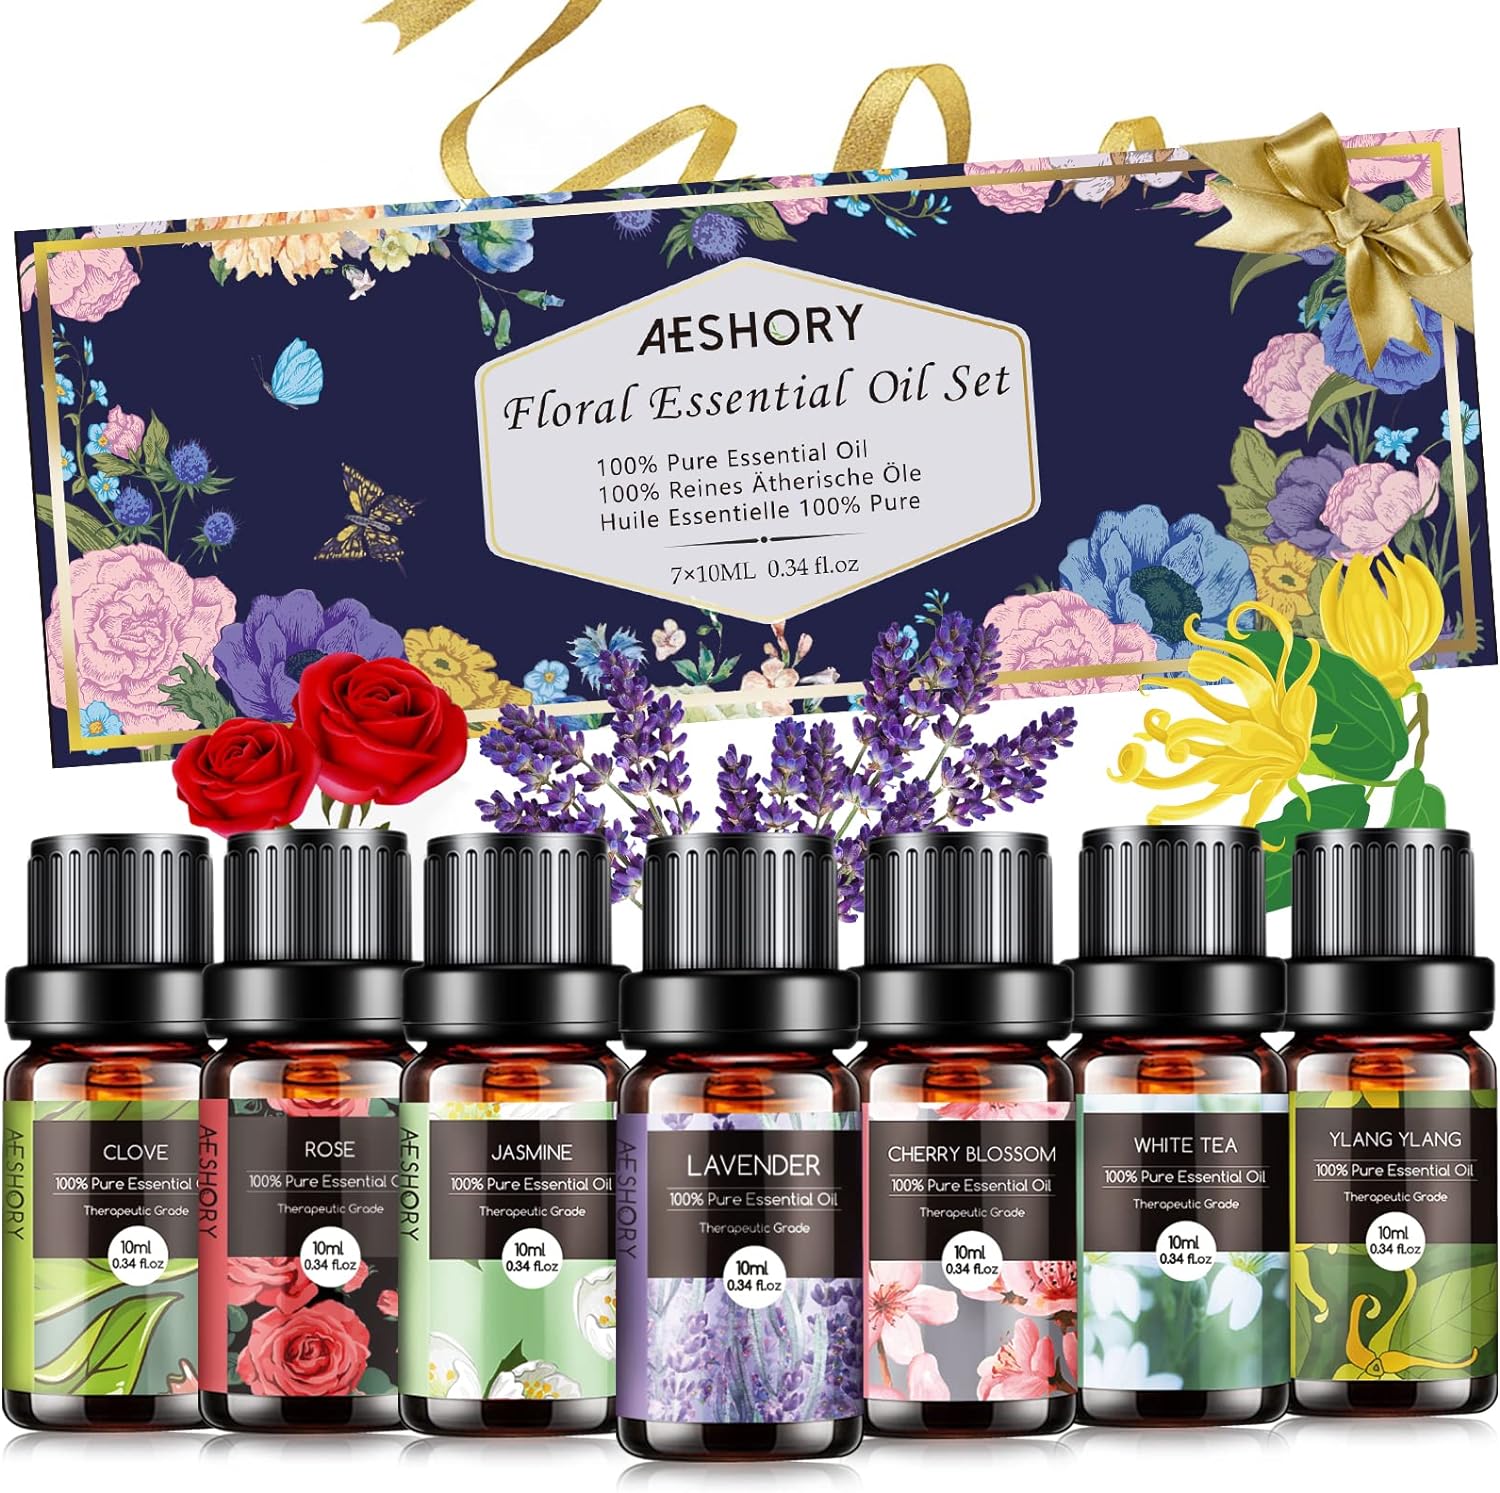 AESHORY
Floral Essential Oil Set
100% Pure Essential Oil
100% Reines Ätherische Öle
Huile Essentielle 100% Pure
7×10ML 0.34 fl.oz
AESHORY
CLOVE
100% Pure Essential
Therapeutic Grade
10ml
0.34 fl.oz
AESHORY
ROSE
100% Pure Essential
Therapeutic Grade
10ml
0.34 fl.oz
AESHORY
JASMINE
100% Pure Essential Oil
Therapeutic Grade
10ml
0.34 fl.oz
AESHORY
LAVENDER
100% Pure Essential Oil
Therapeutic Grade
10ml
0.34 fl.oz
CHERRY BLOSSOM
100% Pure Essential Oil
Therapeutic Grade
10ml
0.34 fl.oz
WHITE TEA
100% Pure Essential Oil
Therapeutic Grade
10ml
0.34 fl.oz
YLANG YLANG
100% Pure Essential Oil
Therapeutic Grade
10ml
0.34 fl.oz